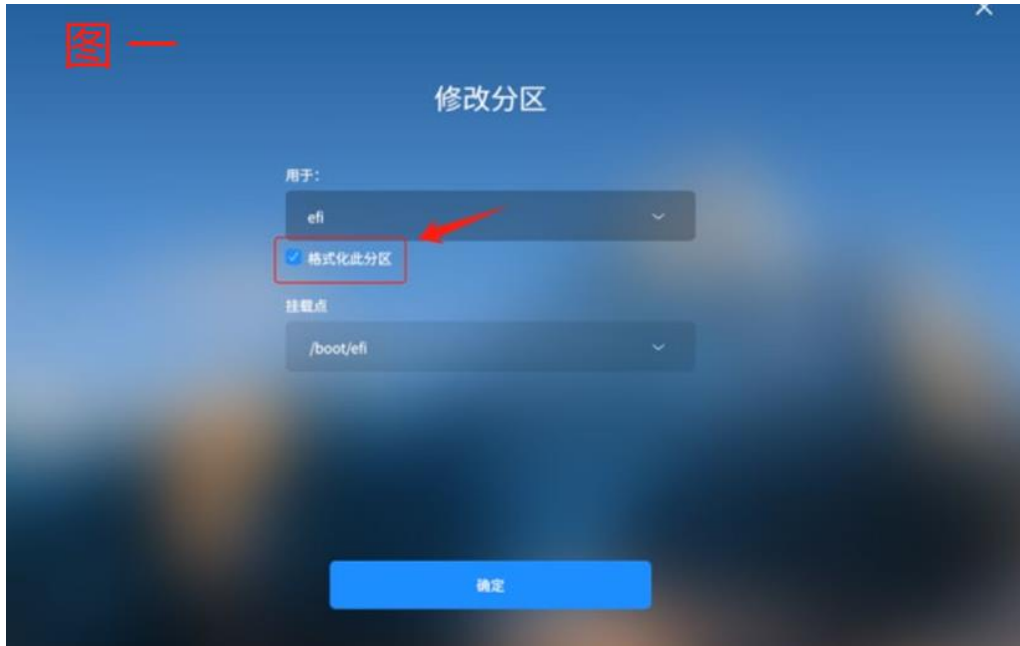 图一
修改分区
用于：
efi
格式化此分区
挂载点
/boot/efi
确定